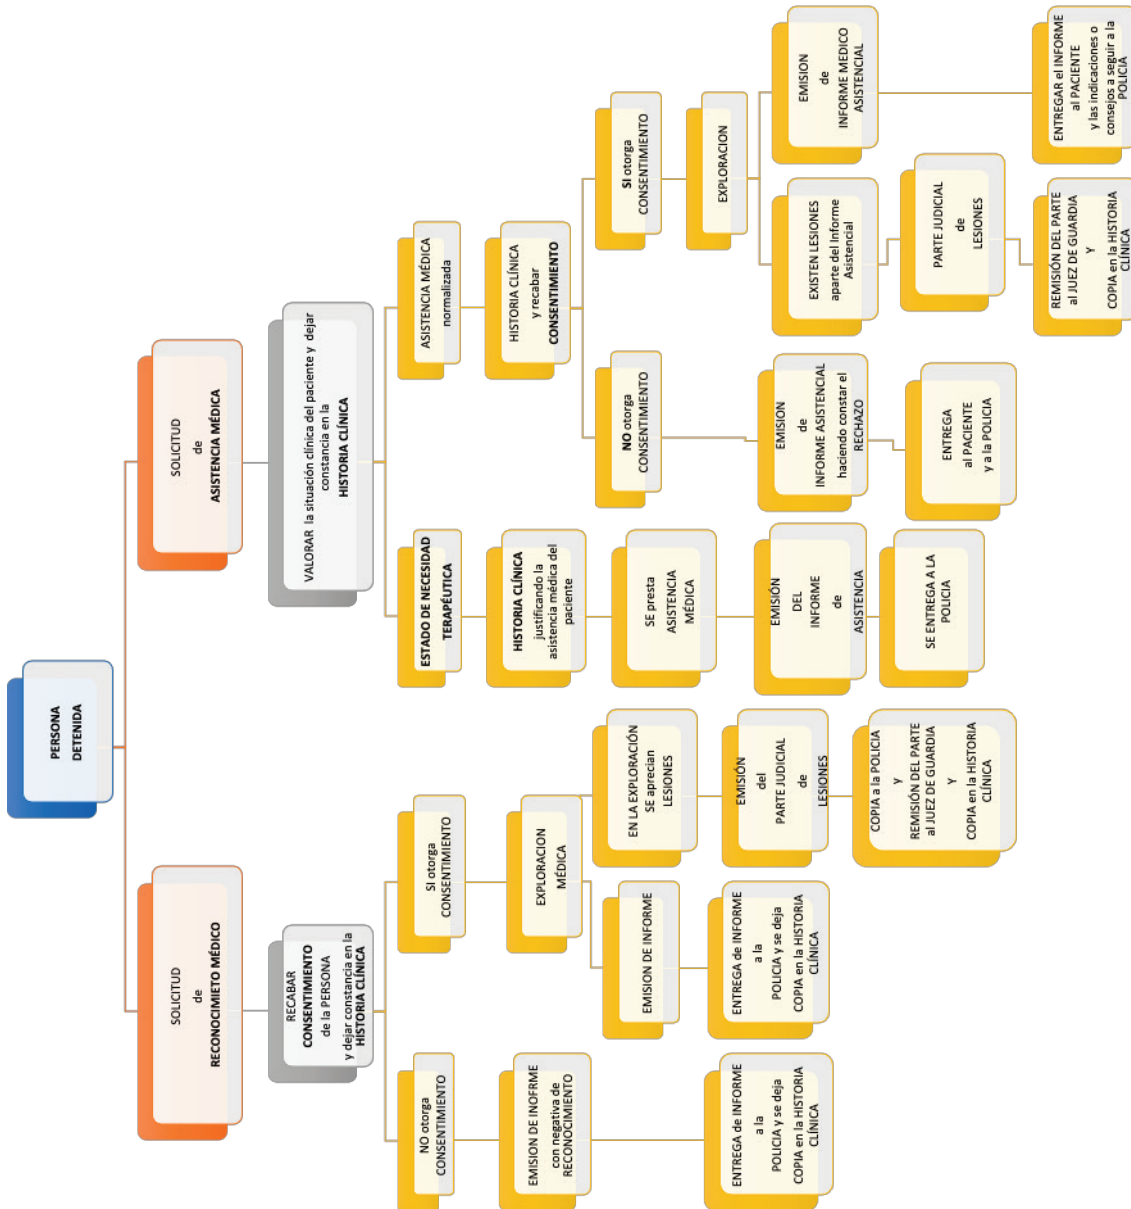 PERSONA
DETENIDA
SOLICITUD
de
RECONOCIMIETO MÉDICO
RECABAR
CONSENTIMIENTO
de la PERSONA
y dejar constancia en la
HISTORIA CLÍNICA
NO otorga
CONSENTIMIENTO
EMISION DE INOFRME
con negativa de
RECONOCIMIENTO
ENTREGA de INFORME
a la
POLICIA y se deja
COPIA en la HISTORIA
CLÍNICA
SI otorga
CONSENTIMIENTO
EXPLORACION
MÉDICA
EMISION DE INFORME
ENTREGA de INFORME
a la
POLICIA y se deja
COPIA en la HISTORIA
CLÍNICA
EN LA EXPLORACIÓN
SE aprecian
LESIONES
EMISIÓN
del
PARTE JUDICIAL
de
LESIONES
COPIA a la POLICIA
y
REMISIÓN DEL PARTE
al JUEZ DE GUARDIA
Y
COPIA en la HISTORIA
CLÍNICA
SOLICITUD
de
ASISTENCIA MÉDICA
VALORAR la situación clínica del paciente y dejar
constancia en la
HISTORIA CLÍNICA
ESTADO DE NECESIDAD
TERAPÉUTICA
HISTORIA CLÍNICA
justificando la
asistencia médica del
paciente
SE presta
ASISTENCIA
MÉDICA
EMISIÓN
DEL
INFORME
de
ASISTENCIA
SE ENTREGA A LA
POLICIA
ASISTENCIA MÉDICA
normalizada
HISTORIA CLÍNICA
y recabar
CONSENTIMIENTO
NO otorga
CONSENTIMIENTO
EMISION
de
INFORME ASISTENCIAL
haciendo constar el
RECHAZO
ENTREGA
al PACIENTE
y a la POLICIA
SI otorga
CONSENTIMIENTO
EXPLORACION
EXISTEN LESIONES
aparte del Informe
Asistencial
PARTE JUDICIAL
de
LESIONES
REMISIÓN DEL PARTE
al JUEZ DE GUARDIA
Y
COPIA en la HISTORIA
CLÍNICA
EMISION
de
INFORME MEDICO
ASISTENCIAL
ENTREGAR el INFORME
al PACIENTE
y las indicaciones o
consejos a seguir a la
POLICIA